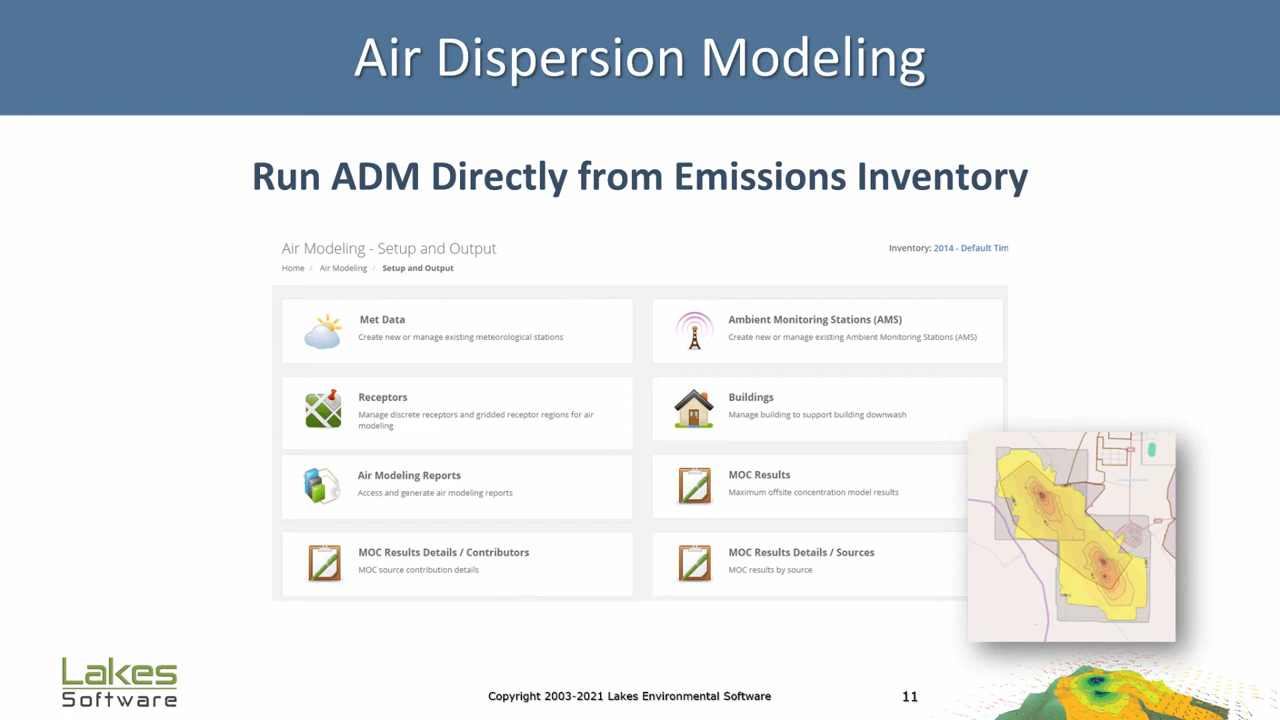 Air Dispersion Modeling
Run ADM Directly from Emissions Inventory
Air Modeling - Setup and Output
Inventory: 2014 - Default Tim
Home / Air Modeling / Setup and Output
Met Data
Create new or manage existing meteorological stations
Ambient Monitoring Stations (AMS)
Create new or manage existing Ambient Monitoring Stations (AMS)
Receptors
Manage discrete receptors and gridded receptor regions for air
modeling
Buildings
Manage building to support building downwash
Air Modeling Reports
Access and generate air modeling reports
MOC Results
Maximum offsite concentration model results
MOC Results Details / Contributors
MOC source contribution details
MOC Results Details / Sources
MOC results by source
Lakes
Software
Copyright 2003-2021 Lakes Environmental Software
11